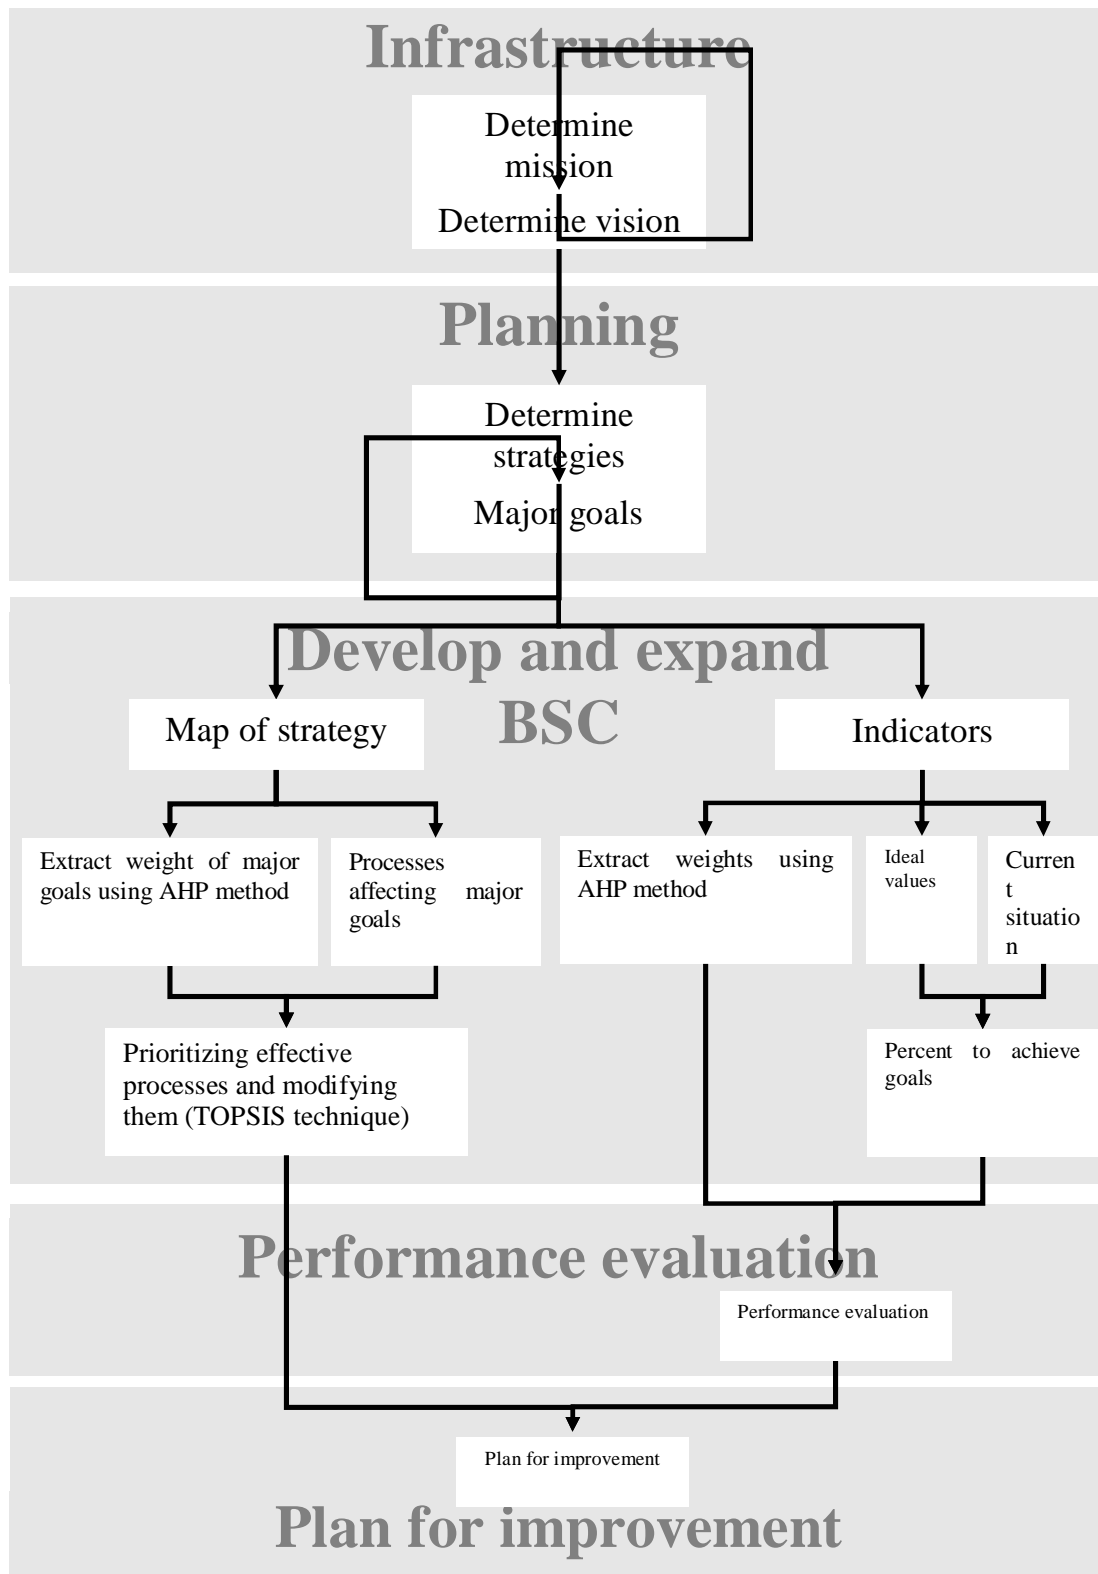 Infrastructure
Determine
mission
Determine vision
Planning
Determine
strategies
Major goals
Develop and expand
BSC
Map of strategy
Indicators
Extract weight of major
goals using AHP method
Processes
affecting major
goals
Extract weights using
AHP method
Ideal
values
Curren
t
situatio
n
Prioritizing effective
processes and modifying
them (TOPSIS technique)
Percent to achieve
goals
Performance evaluation
Performance evaluation
Plan for improvement
Plan for improvement